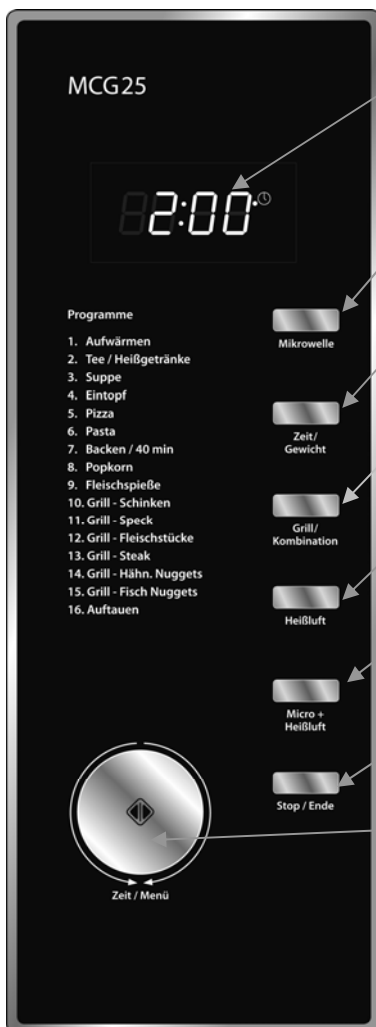 MCG25
2:00
Programme
1. Aufwärmen
2. Tee / Heißgetränke
3. Suppe
4. Eintopf
5. Pizza
6. Pasta
7. Backen / 40 min
8. Popkorn
9. Fleischspieße
10. Grill - Schinken
11. Grill - Speck
12. Grill - Fleischstücke
13. Grill - Steak
14. Grill - Hähn. Nuggets
15. Grill - Fisch Nuggets
16. Auftauen
Mikrowelle
Zeit/
Gewicht
Grill/
Kombination
Heißluft
Micro +
Heißluft
Stop / Ende
Zeit / Menü